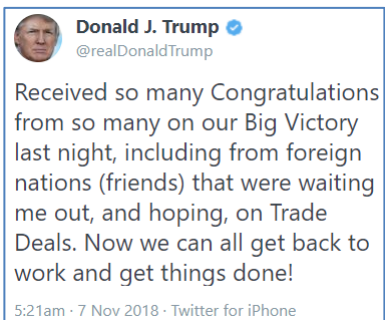 Donald J. Trump
@realDonaldTrump
Received so many Congratulations
from so many on our Big Victory
last night, including from foreign
nations (friends) that were waiting
me out, and hoping, on Trade
Deals. Now we can all get back to
work and get things done!
5:21am · 7 Nov 2018 · Twitter for iPhone